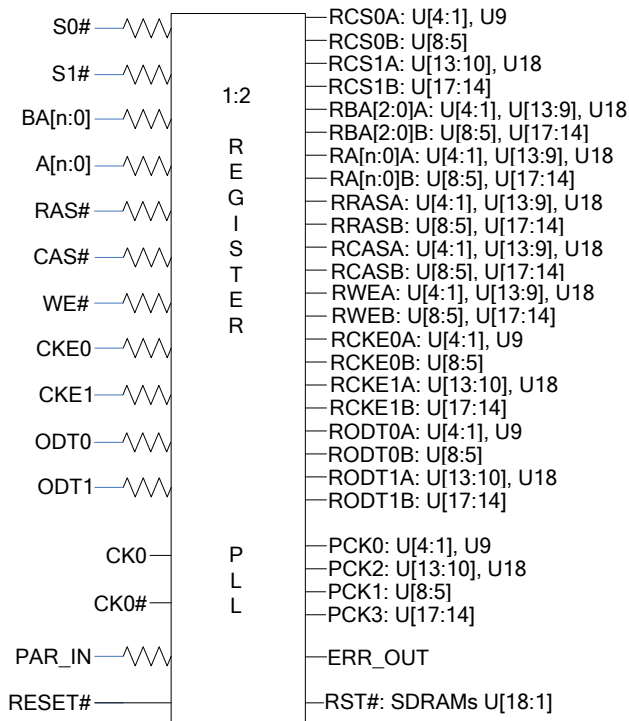 S0#
S1#
BA[n:0]
A[n:0]
RAS#
CAS#
WE#
CKE0
CKE1
ODT0
ODT1
CK0
CK0#
PAR_IN
RESET#
1:2
R
E
G
I
S
T
E
R
P
L
L
RCS0A: U[4:1], U9
RCS0B: U[8:5]
RCS1A: U[13:10], U18
RCS1B: U[17:14]
RBA[2:0]A: U[4:1], U[13:9], U18
RBA[2:0]B: U[8:5], U[17:14]
RA[n:0]A: U[4:1], U[13:9], U18
RA[n:0]B: U[8:5], U[17:14]
RRASA: U[4:1], U[13:9], U18
RRASB: U[8:5], U[17:14]
RCASA: U[4:1], U[13:9], U18
RCASB: U[8:5], U[17:14]
RWEA: U[4:1], U[13:9], U18
RWEB: U[8:5], U[17:14]
RCKE0A: U[4:1], U9
RCKE0B: U[8:5]
RCKE1A: U[13:10], U18
RCKE1B: U[17:14]
RODT0A: U[4:1], U9
RODT0B: U[8:5]
RODT1A: U[13:10], U18
RODT1B: U[17:14]
PCK0: U[4:1], U9
PCK2: U[13:10], U18
PCK1: U[8:5]
PCK3: U[17:14]
ERR_OUT
RST#: SDRAMs U[18:1]